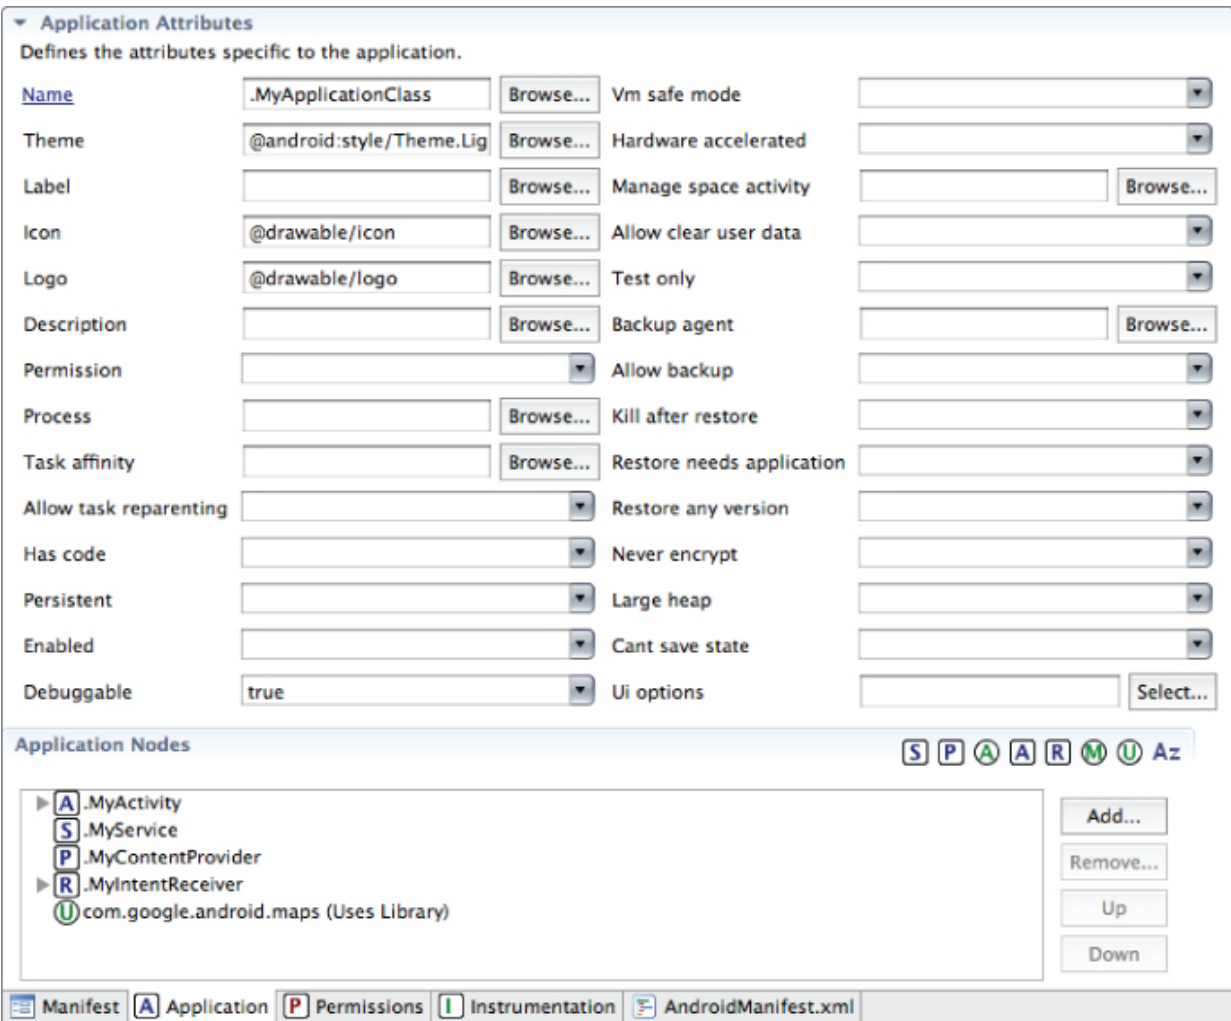 Application Attributes
Defines the attributes specific to the application.
Name .MyApplicationClass Browse... Vm safe mode
Theme @android:style/Theme.Lig Browse... Hardware accelerated
Label Browse... Manage space activity Browse...
Icon @drawable/icon Browse... Allow clear user data
Logo @drawable/logo Browse... Test only
Description Browse... Backup agent Browse...
Permission Allow backup
Process Browse... Kill after restore
Task affinity Browse... Restore needs application
Allow task reparenting Restore any version
Has code Never encrypt
Persistent Large heap
Enabled Cant save state
Debuggable true Ui options Select...
Application Nodes S P A A R M U Az
A .MyActivity Add...
S .MyService
P .MyContentProvider Remove...
R .MyIntentReceiver
U com.google.android.maps (Uses Library) Up
Down
Manifest A Application P Permissions I Instrumentation F AndroidManifest.xml